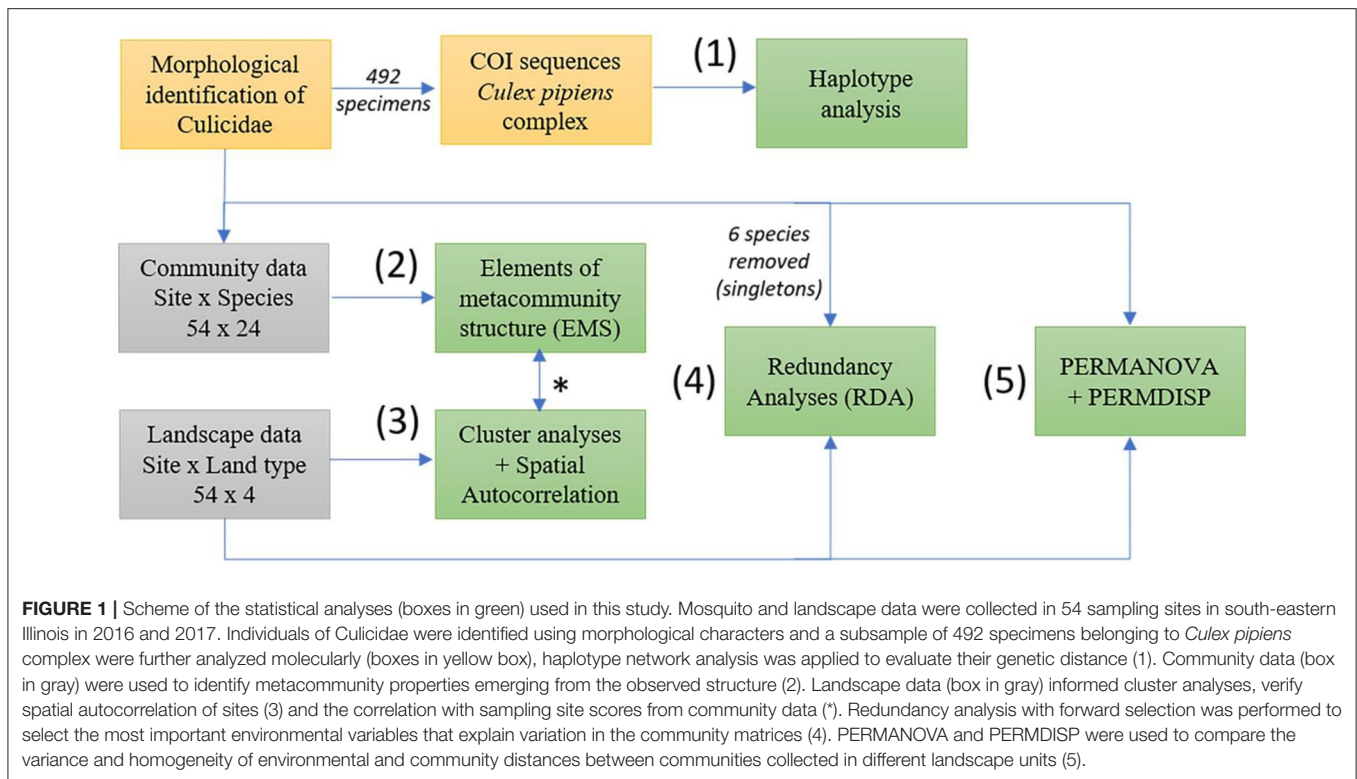 Morphological
identification of
Culicidae
492
specimens
COI sequences
Culex pipiens
complex
(1)
Haplotype
analysis
Community data
Site x Species
54 x 24
(2)
Elements of
metacommunity
structure (EMS)
6 species
removed
(singletons)
*
Landscape data
Site x Land type
54 x 4
(3)
Cluster analyses
+ Spatial
Autocorrelation
(4)
Redundancy
Analyses (RDA)
(5)
PERMANOVA
+ PERMDISP
FIGURE 1 | Scheme of the statistical analyses (boxes in green) used in this study. Mosquito and landscape data were collected in 54 sampling sites in south-eastern
Illinois in 2016 and 2017. Individuals of Culicidae were identified using morphological characters and a subsample of 492 specimens belonging to Culex pipiens
complex were further analyzed molecularly (boxes in yellow box), haplotype network analysis was applied to evaluate their genetic distance (1). Community data (box
in gray) were used to identify metacommunity properties emerging from the observed structure (2). Landscape data (box in gray) informed cluster analyses, verify
spatial autocorrelation of sites (3) and the correlation with sampling site scores from community data (*). Redundancy analysis with forward selection was performed to
select the most important environmental variables that explain variation in the community matrices (4). PERMANOVA and PERMDISP were used to compare the
variance and homogeneity of environmental and community distances between communities collected in different landscape units (5).